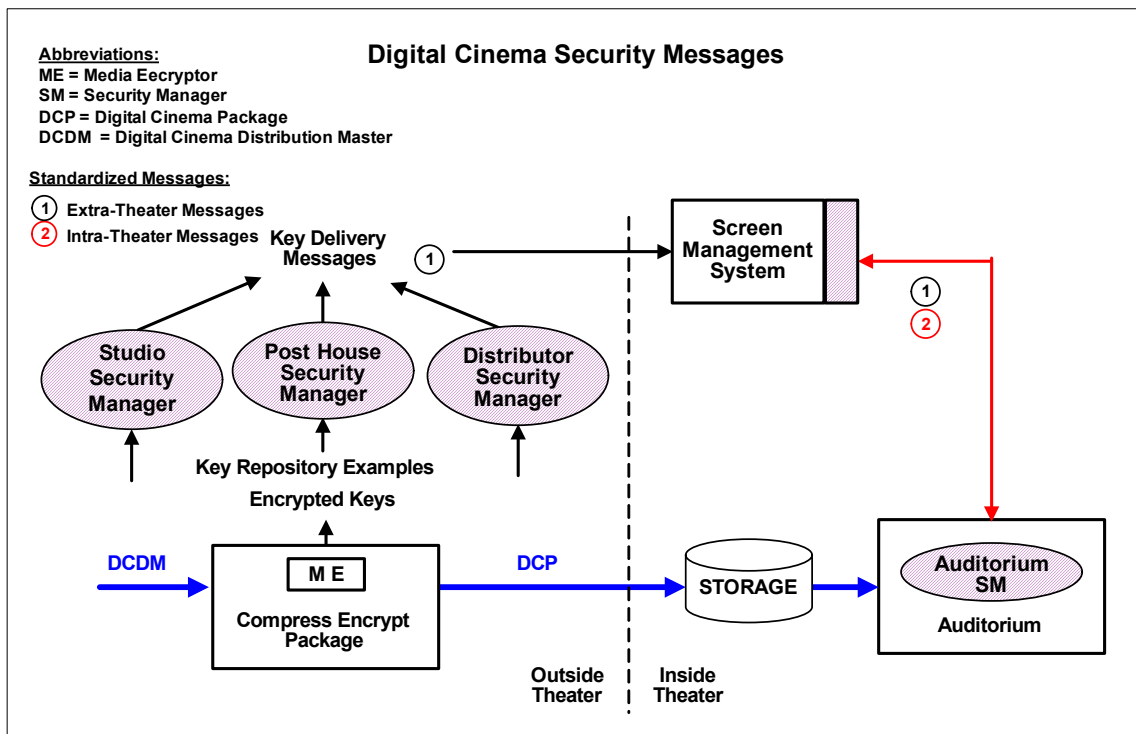 Digital Cinema Security Messages
Abbreviations:
ME = Media Eecryptor
SM = Security Manager
DCP = Digital Cinema Package
DCDM = Digital Cinema Distribution Master
Standardized Messages:
1 Extra-Theater Messages
2 Intra-Theater Messages
Key Delivery
Messages
1
Screen
Management
System
1
2
Studio
Security
Manager
Post House
Security
Manager
Distributor
Security
Manager
Key Repository Examples
Encrypted Keys
DCDM
M E
Compress Encrypt
Package
DCP
STORAGE
Auditorium
SM
Auditorium
Outside
Theater
Inside
Theater